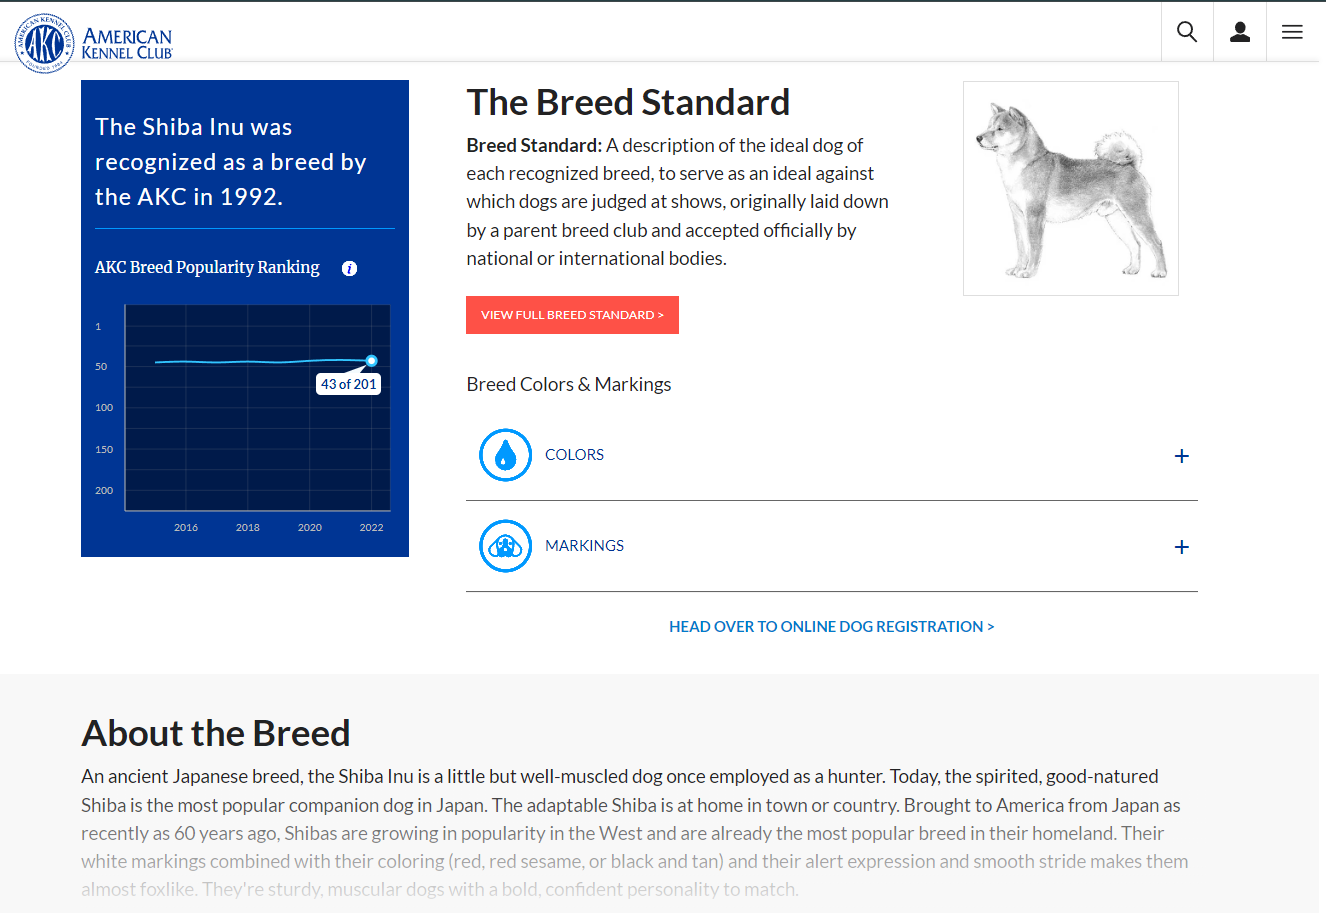 AMERICAN KENNEL CLUB
AKC
FOUNDED 1884
AMERICAN
KENNEL CLUB
The Shiba Inu was
recognized as a breed by
the AKC in 1992.
AKC Breed Popularity Ranking
i
1
50
100
150
200
43 of 201
2016 2018 2020 2022
The Breed Standard
Breed Standard: A description of the ideal dog of
each recognized breed, to serve as an ideal against
which dogs are judged at shows, originally laid down
by a parent breed club and accepted officially by
national or international bodies.
VIEW FULL BREED STANDARD >
Breed Colors & Markings
COLORS +
MARKINGS +
HEAD OVER TO ONLINE DOG REGISTRATION >
About the Breed
An ancient Japanese breed, the Shiba Inu is a little but well-muscled dog once employed as a hunter. Today, the spirited, good-natured
Shiba is the most popular companion dog in Japan. The adaptable Shiba is at home in town or country. Brought to America from Japan as
recently as 60 years ago, Shibas are growing in popularity in the West and are already the most popular breed in their homeland. Their
white markings combined with their coloring (red, red sesame, or black and tan) and their alert expression and smooth stride makes them
almost foxlike. They're sturdy, muscular dogs with a bold, confident personality to match.